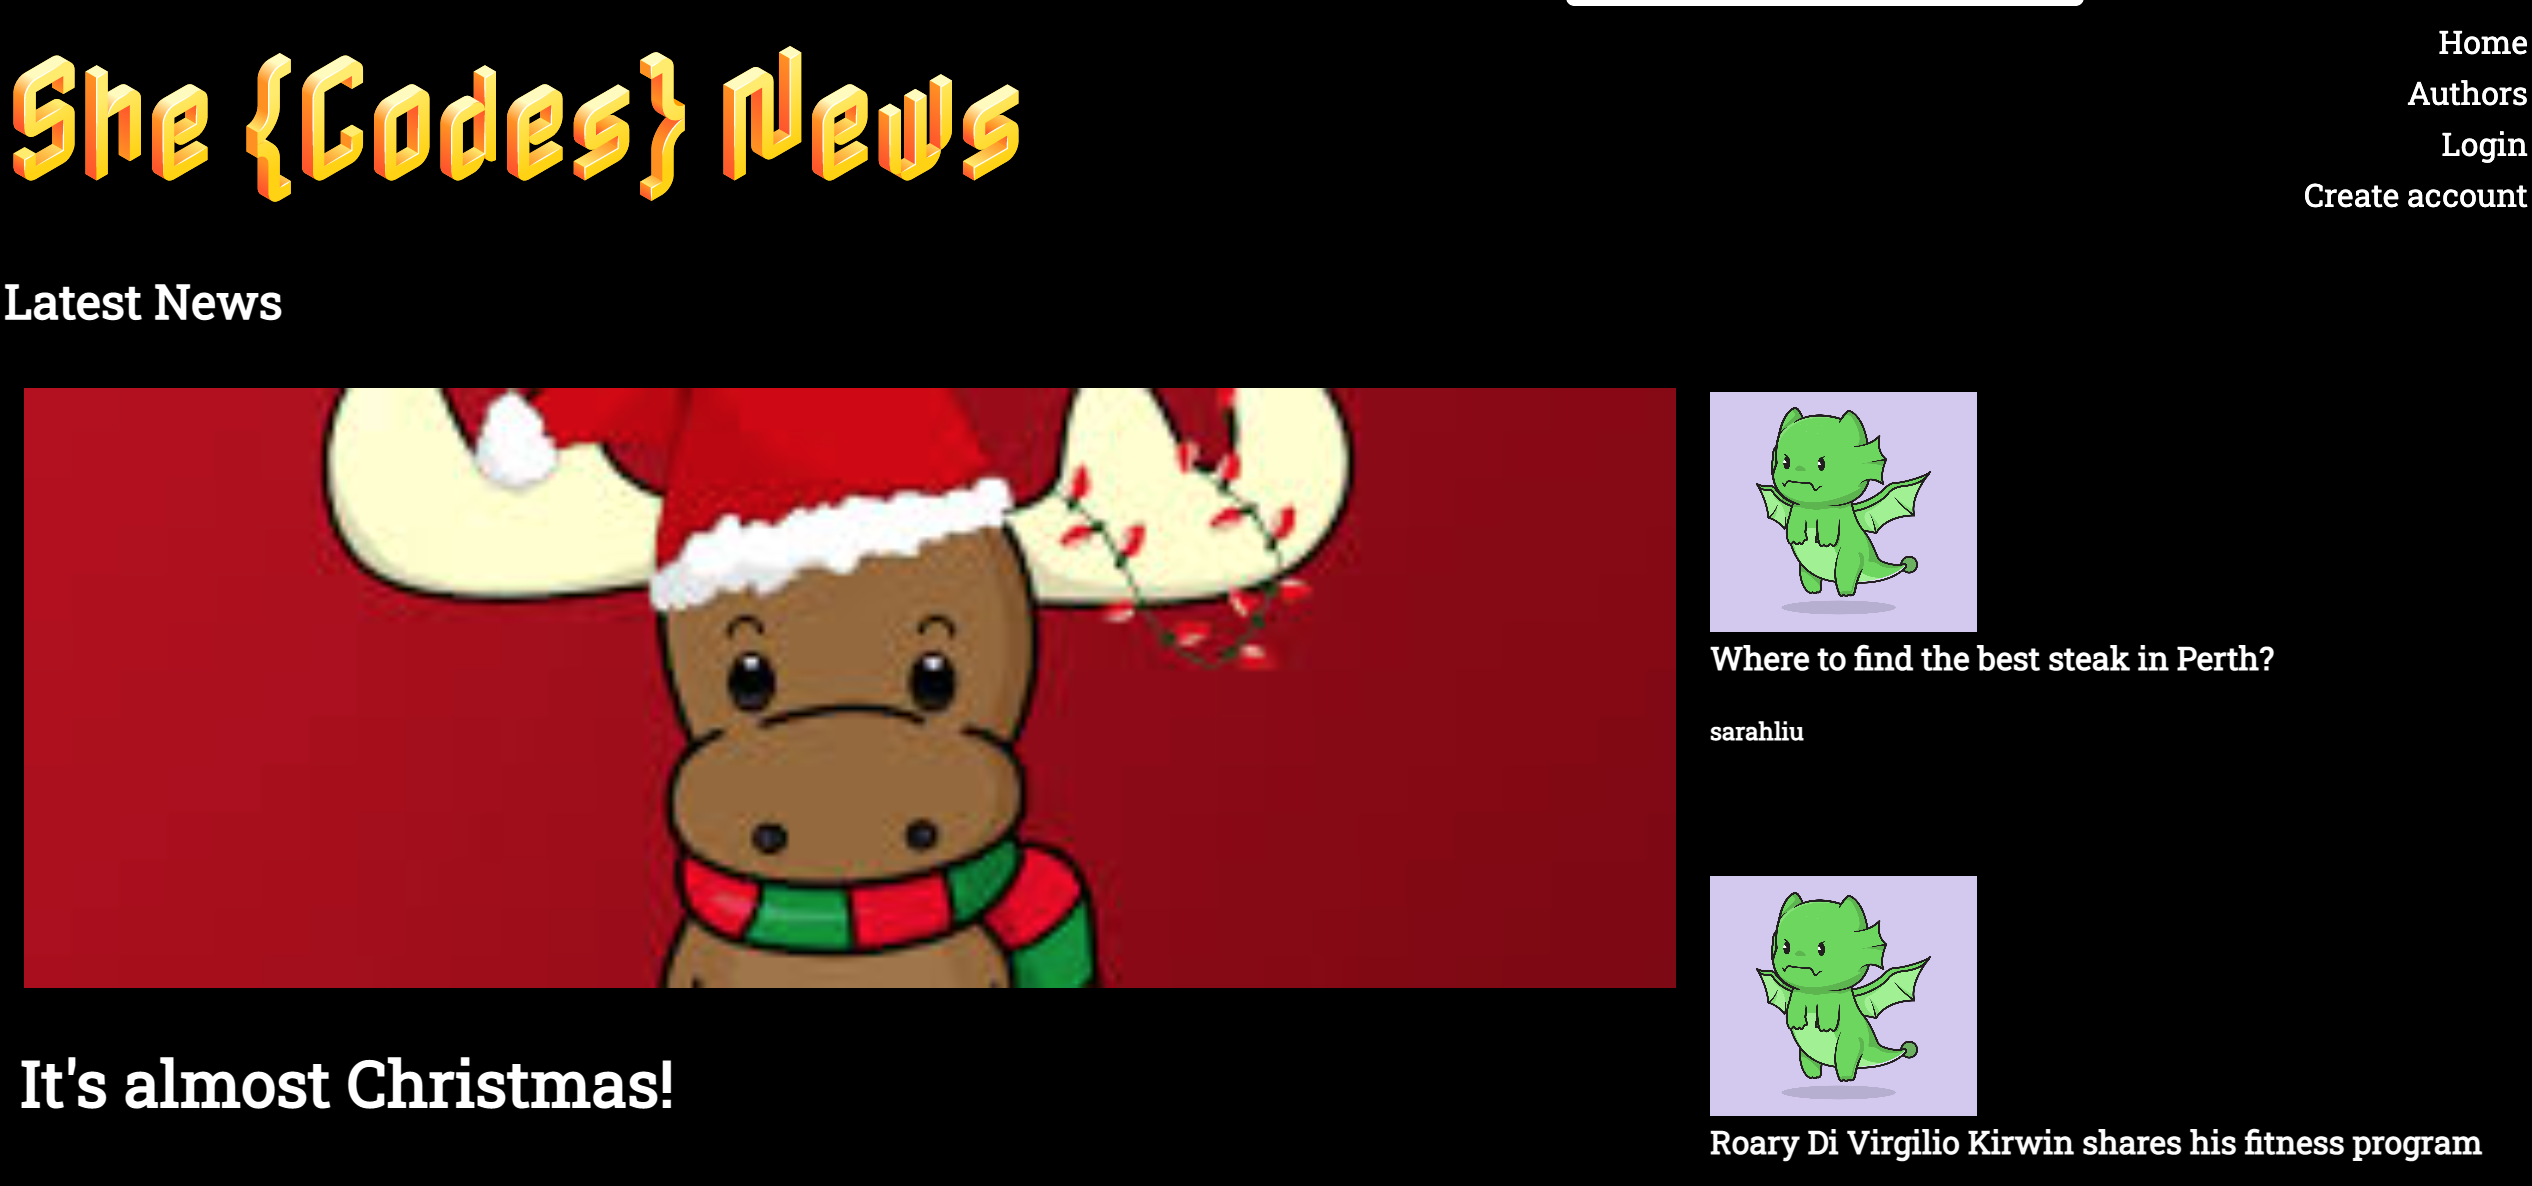 She {Codes} News
Home
Authors
Login
Create account
Latest News
It's almost Christmas!
Where to find the best steak in Perth?
sarahliu
Roary Di Virgilio Kirwin shares his fitness program